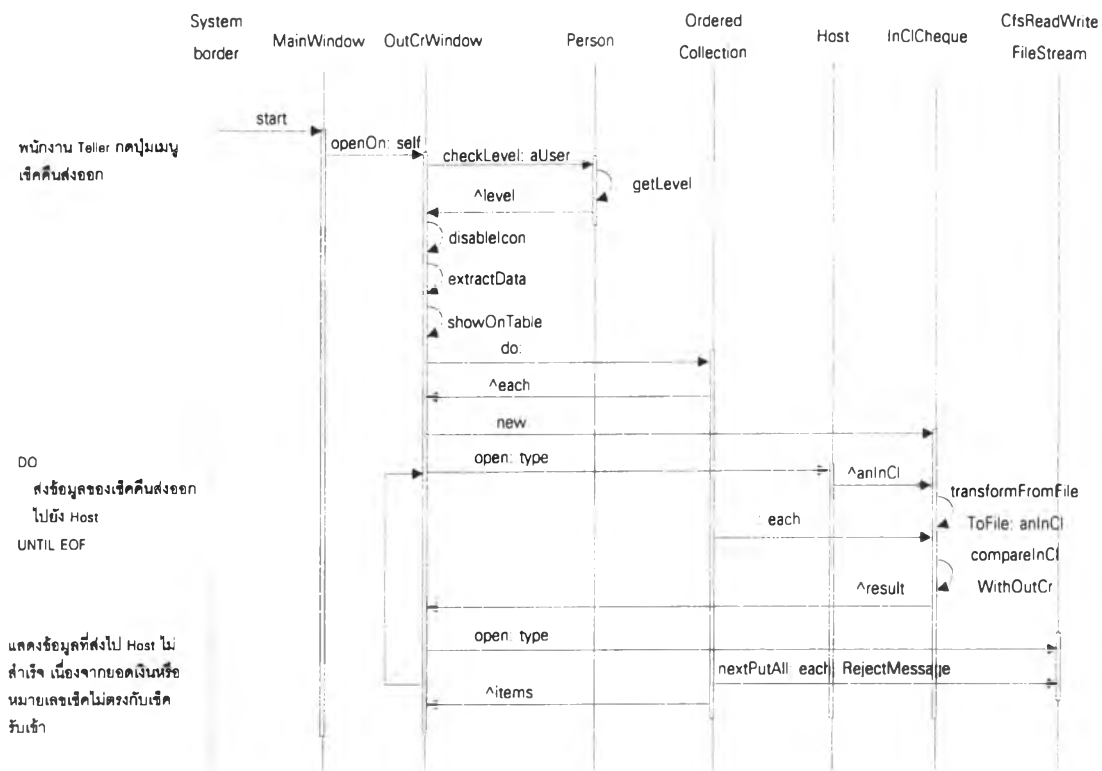 System
border
MainWindow
OutCrWindow
Person
Ordered
Collection
Host
InClCheque
CfsReadWrite
FileStream
start
พนักงาน Teller กดปุ่มเมนู
เช็คคืนส่งออก
openOn: self
checkLevel: aUser
getLevel
^level
disableIcon
extractData
showOnTable
do:
^each
new
DO
ส่งข้อมูลของเช็คคืนส่งออก
ไปยัง Host
UNTIL EOF
open: type
^anInCl
transformFromFile
ToFile: anInCl
: each
compareInCl
WithOutCr
^result
แสดงข้อมูลที่ส่งไป Host ไม่
สำเร็จ เนื่องจากยอดเงินหรือ
หมายเลขเช็คไม่ตรงกับเช็ค
รับเข้า
open: type
nextPutAll: each, RejectMessage
^items